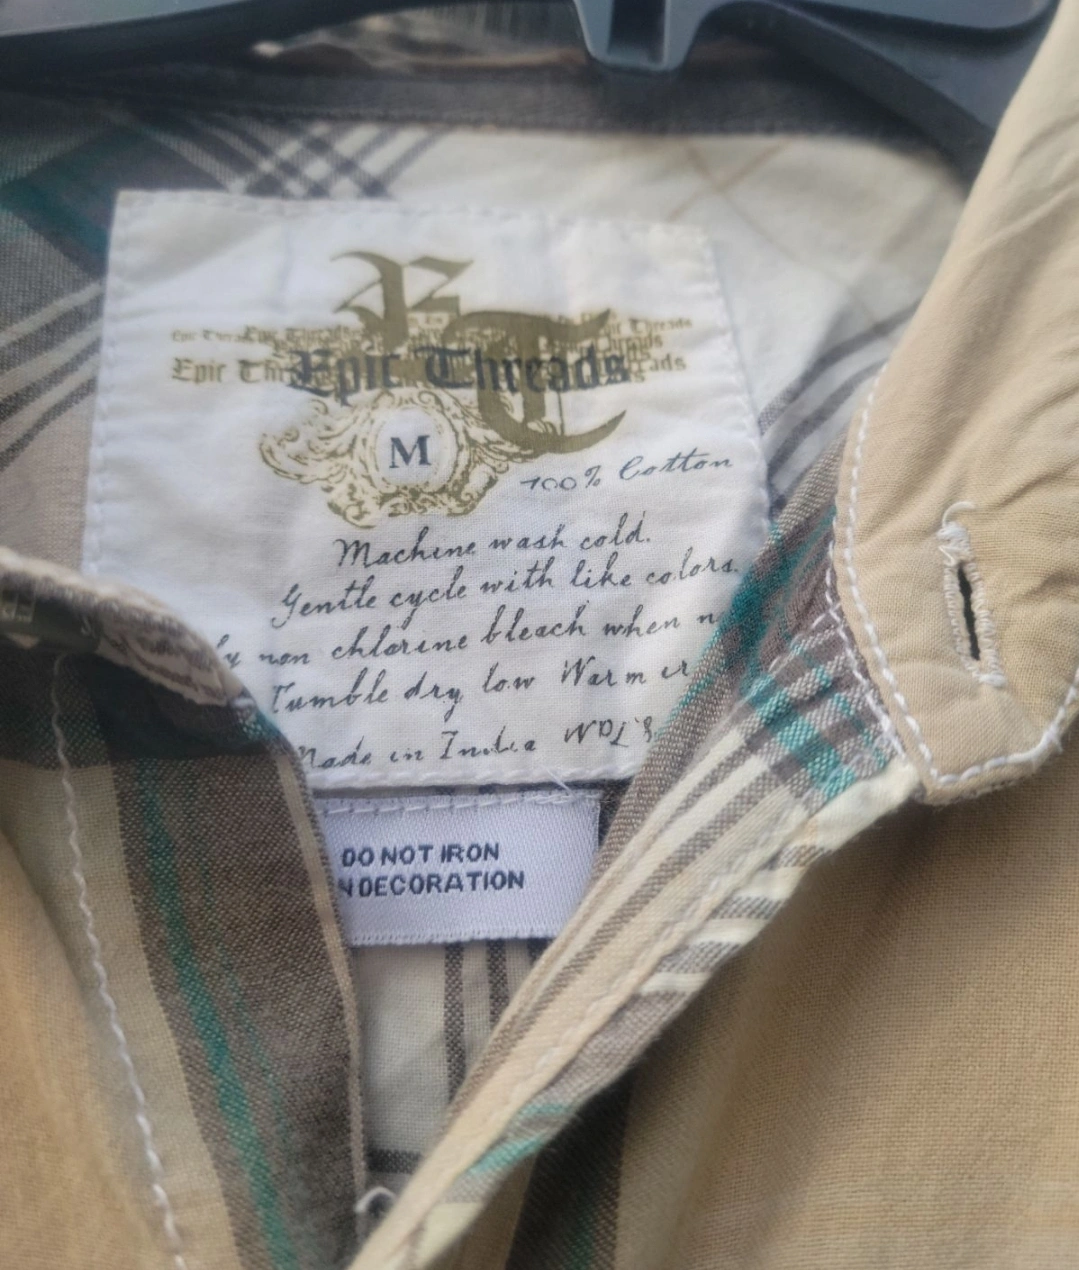 Epic Threads
M
100% Cotton
Machine wash cold.
Gentle cycle with like colors.
non chlorine bleach when
Tumble dry low Warm
Made in India
DO NOT IRON
DECORATION